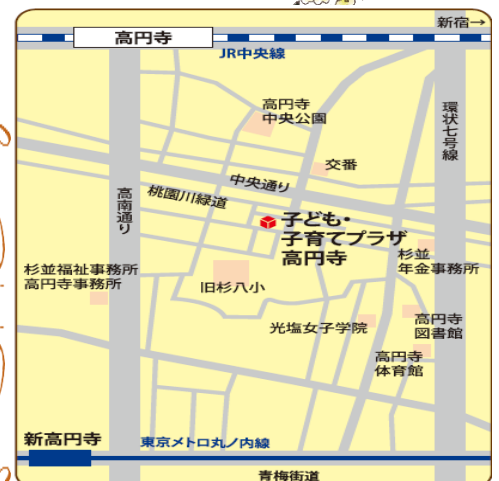 新宿→
高円寺
JR中央線
高円寺
中央公園
環状七号線
交番
中央通り
桃園川緑道
高南通り
子ども・
子育てプラザ
高円寺
杉並
年金事務所
杉並福祉事務所
高円寺事務所
旧杉八小
光塩女子学院
高円寺
図書館
高円寺
体育館
新高円寺
東京メトロ丸ノ内線
青梅街道